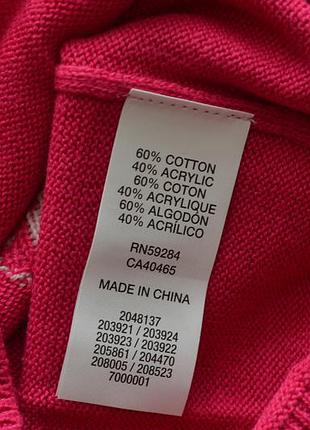 60% COTTON
40% ACRYLIC
60% COTON
40% ACRYLIQUE
60% ALGODÓN
40% ACRÍLICO
RN59284
CA40465
MADE IN CHINA
2048137
203921 / 203924
203923 / 203922
205861 / 204470
208005 / 208523
7000001